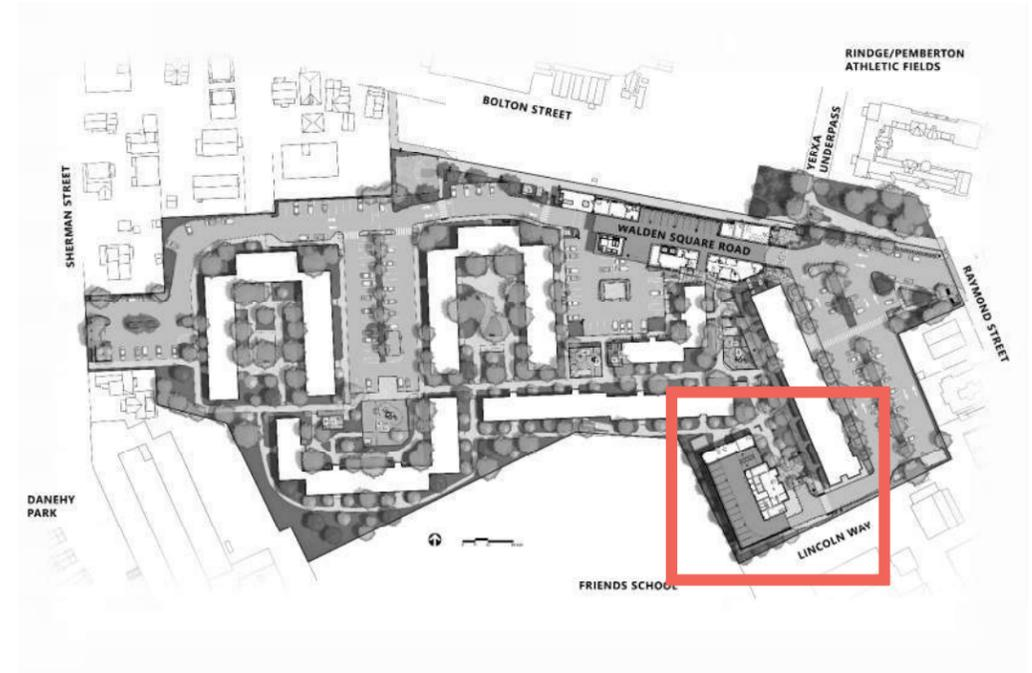 RINDGE/PEMBERTON
ATHLETIC FIELDS
BOLTON STREET
YERXA
UNDERPASS
SHERMAN STREET
WALDEN SQUARE ROAD
RAYMOND STREET
DANEHY
PARK
LINCOLN WAY
FRIENDS SCHOOL